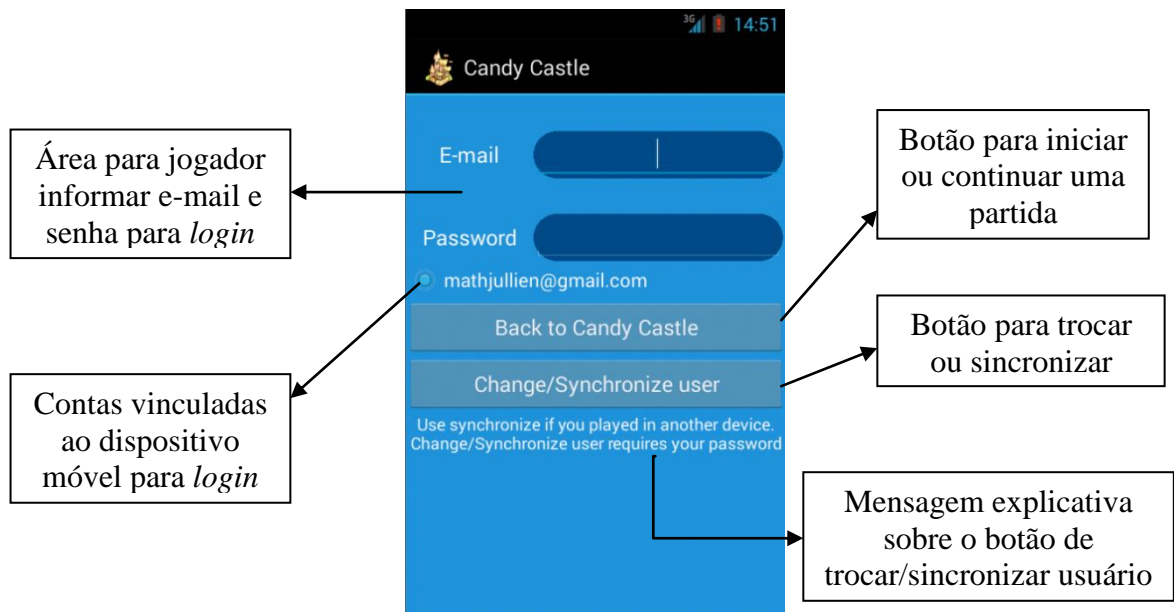 3G 14:51
Candy Castle
E-mail
Password
mathjullien@gmail.com
Back to Candy Castle
Change/Synchronize user
Use synchronize if you played in another device.
Change/Synchronize user requires your password
Área para jogador
informar e-mail e
senha para login
Contas vinculadas
ao dispositivo
móvel para login
Botão para iniciar
ou continuar uma
partida
Botão para trocar
ou sincronizar
Mensagem explicativa
sobre o botão de
trocar/sincronizar usuário